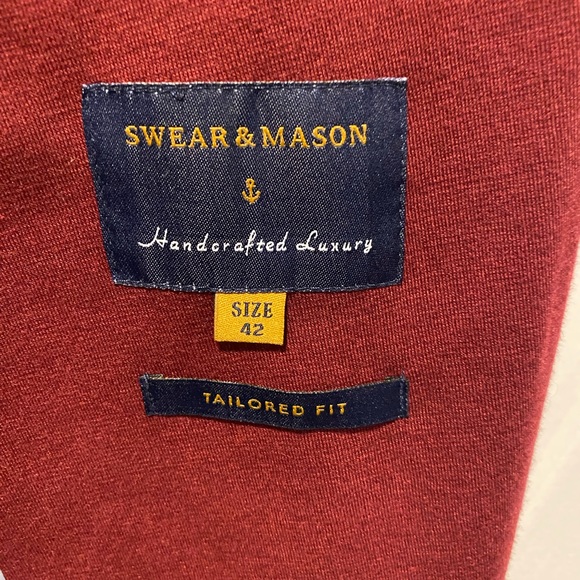 SWEAR & MASON
Handcrafted Luxury
SIZE
42
TAILORED FIT